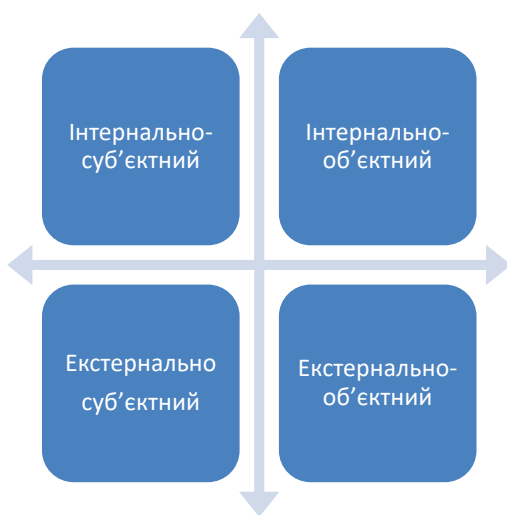 Інтернально-
суб’єктний
Інтернально-
об’єктний
Екстернально
суб’єктний
Екстернально-
об’єктний